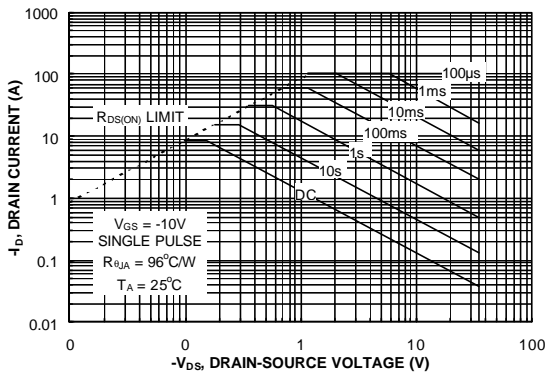 1000
100
10
1
0.1
0.01
-I_D, DRAIN CURRENT (A)
R_DS(ON) LIMIT
100µs
1ms
10ms
100ms
1s
10s
DC
V_GS = -10V
SINGLE PULSE
R_θJA = 96°C/W
T_A = 25°C
0 0 1 10 100
-V_DS, DRAIN-SOURCE VOLTAGE (V)